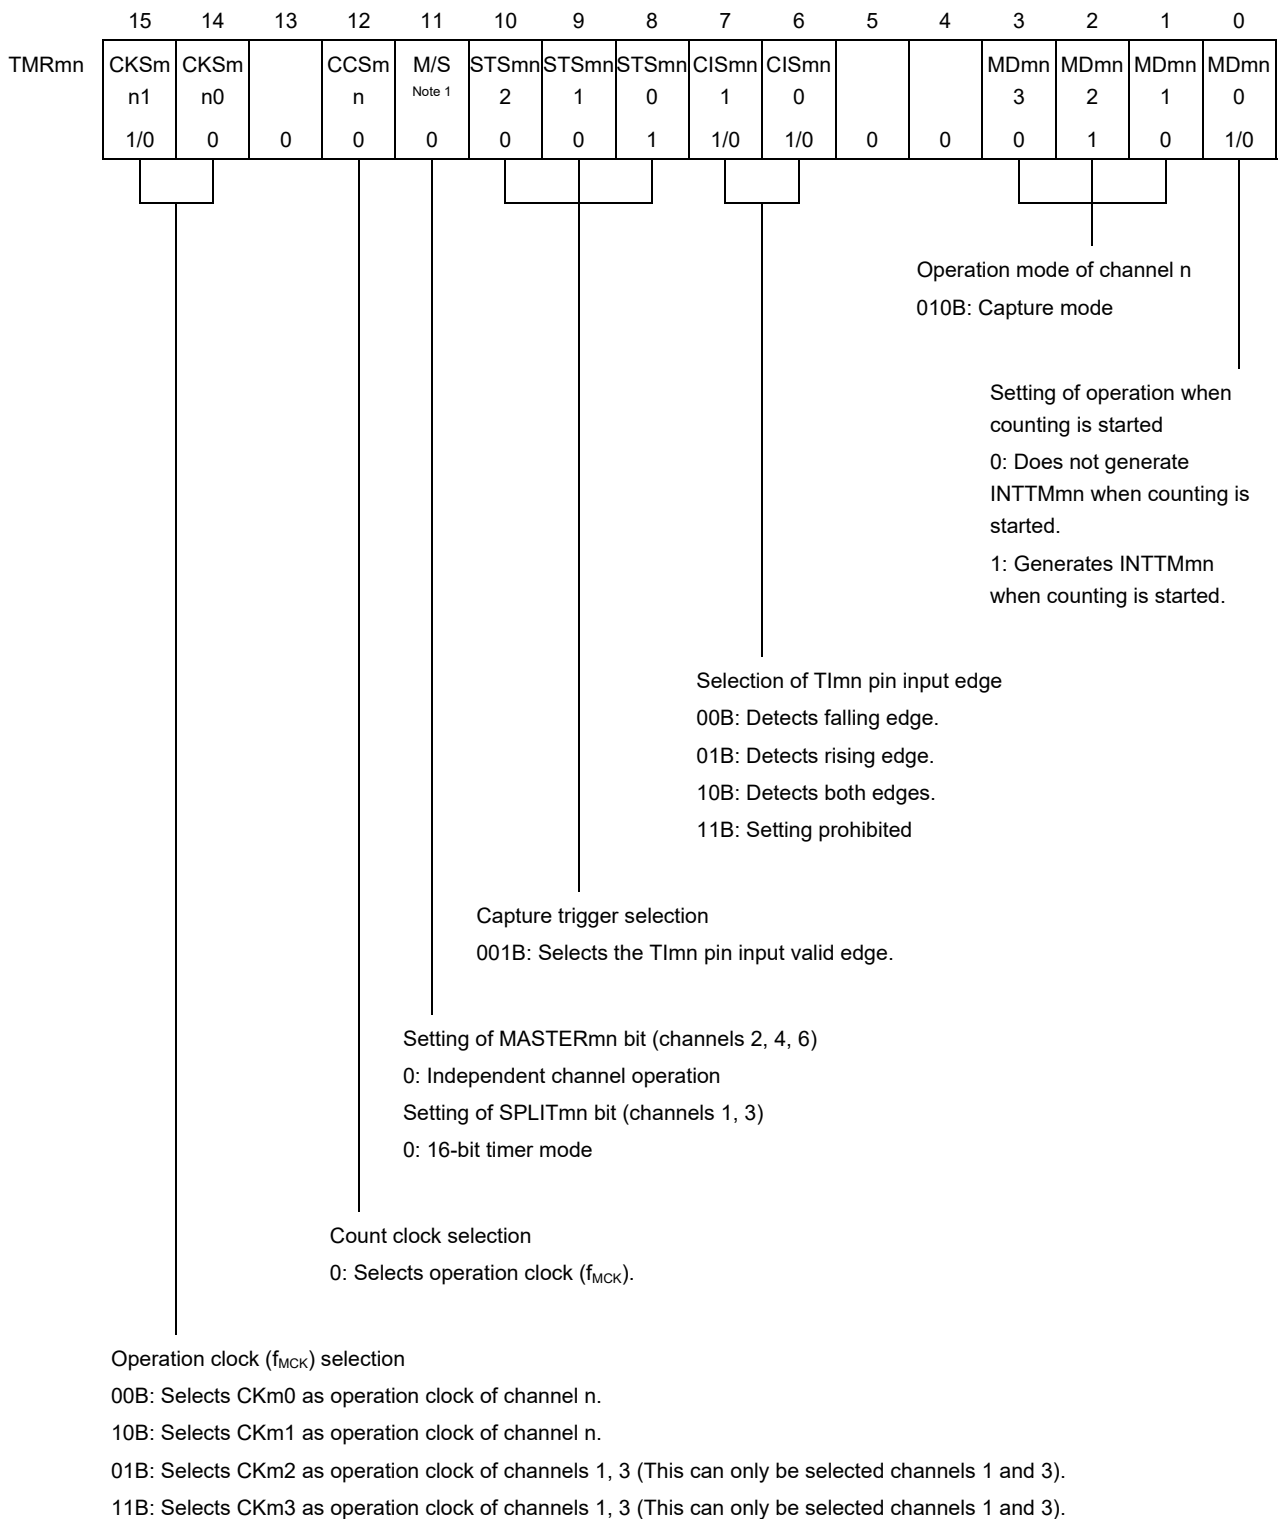 15 14 13 12 11 10 9 8 7 6 5 4 3 2 1 0
TMRmn CKSm CKSm CCSm M/S STSmn STSmn STSmn CISmn CISmn MDmn MDmn MDmn MDmn
n1 n0 n Note 1 2 1 0 1 0 3 2 1 0
1/0 0 0 0 0 0 0 1 1/0 1/0 0 0 0 1 0 1/0
Operation mode of channel n
010B: Capture mode
Setting of operation when
counting is started
0: Does not generate
INTTMmn when counting is
started.
1: Generates INTTMmn
when counting is started.
Selection of TImn pin input edge
00B: Detects falling edge.
01B: Detects rising edge.
10B: Detects both edges.
11B: Setting prohibited
Capture trigger selection
001B: Selects the TImn pin input valid edge.
Setting of MASTERmn bit (channels 2, 4, 6)
0: Independent channel operation
Setting of SPLITmn bit (channels 1, 3)
0: 16-bit timer mode
Count clock selection
0: Selects operation clock (fMCK).
Operation clock (fMCK) selection
00B: Selects CKm0 as operation clock of channel n.
10B: Selects CKm1 as operation clock of channel n.
01B: Selects CKm2 as operation clock of channels 1, 3 (This can only be selected channels 1 and 3).
11B: Selects CKm3 as operation clock of channels 1, 3 (This can only be selected channels 1 and 3).